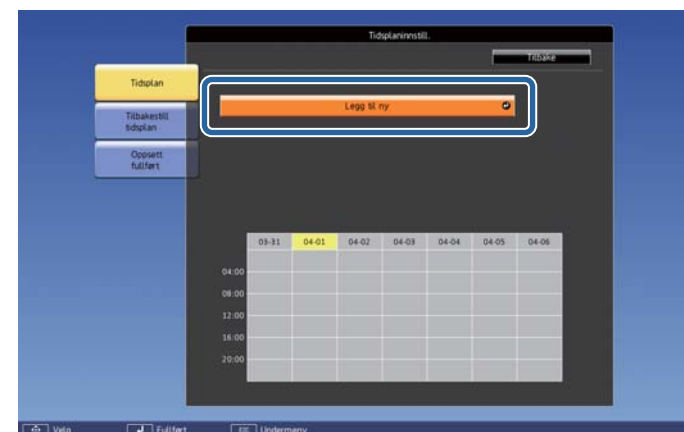 Tidsplaninnstill.
Tilbake
Tidsplan
Legg til ny
Tilbakestill
tidsplan
Oppsett
fullført
03-31 04-01 04-02 04-03 04-04 04-05 04-06
04:00
08:00
12:00
16:00
20:00
Velg Fullført Undermeny